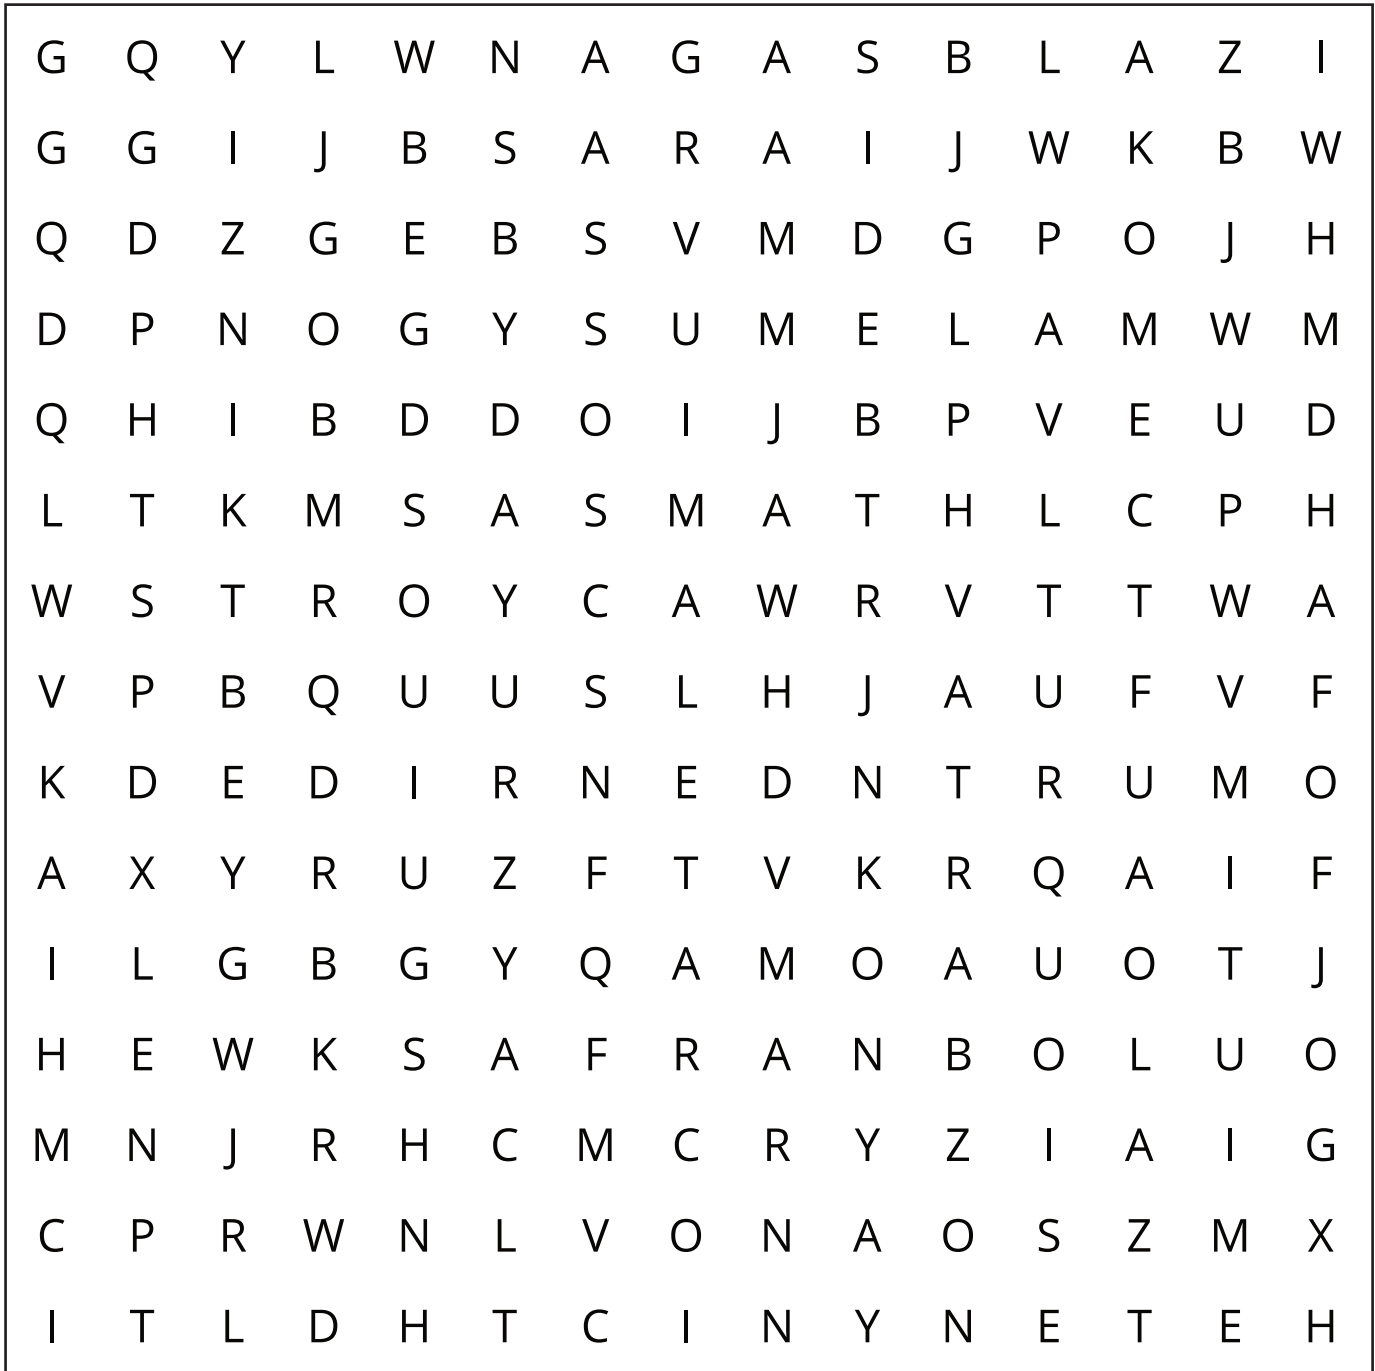 G Q Y L W N A G A S B L A Z I
G G I J B S A R A I J W K B W
Q D Z G E B S V M D G P O J H
D P N O G Y S U M E L A M W M
Q H I B D D O I J B P V E U D
L T K M S A S M A T H L C P H
W S T R O Y C A W R V T T W A
V P B Q U U S L H J A U F V F
K D E D I R N E D N T R U M O
A X Y R U Z F T V K R Q A I F
I L G B G Y Q A M O A U O T J
H E W K S A F R A N B O L U O
M N J R H C M C R Y Z I A I G
C P R W N L V O N A O S Z M X
I T L D H T C I N Y N E T E H